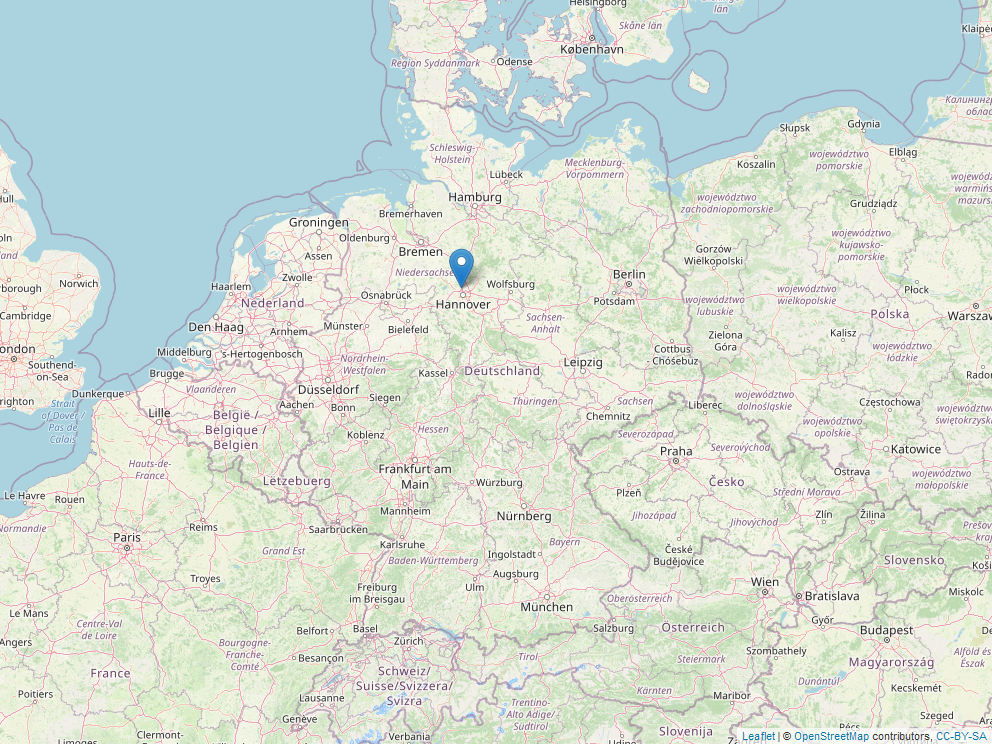 Helsingborg
Skåne län
län
Klaipėd
København
Region Syddanmark
Odense
Калининг
облас
Słupsk
Gdynia
Elbląg
Schleswig-
Holstein
Mecklenburg-
Vorpommern
Koszalin
województwo
pomorskie
Lübeck
Hamburg
województwo
zachodniopomorskie
Grudziądz
Hull
Bremerhaven
Groningen
Oldenburg
Bremen
Assen
województwo
kujawsko-
pomorskie
Gorzów
Wielkopolski
Norwich
Zwolle
Niedersachse
Wolfsburg
Berlin
Płock
Haarlem
Nederland
Osnabrück
Hannover
Potsdam
województwo
lubuskie
województwo
wielkopolskie
Polska
Warszaw
Cambridge
Den Haag
Arnhem
Münster
Bielefeld
Sachsen-
Anhalt
Zielona
Góra
Kalisz
Middelburg
's-Hertogenbosch
Cottbus
Chóśebuz
województwo
łódzkie
Southend-
on-Sea
Brugge
Nordrhein-
Westfalen
Kassel
Deutschland
Leipzig
Dunkerque
Vlaanderen
Düsseldorf
Strait
of Dover /
Pas de
Calais
Lille
België /
Belgique /
Belgien
Aachen
Bonn
Siegen
Thüringen
Sachsen
Chemnitz
Liberec
województwo
dolnośląskie
Częstochowa
województwo
opolskie
Koblenz
Hessen
Severozápad
Severovýchod
Praha
Katowice
Hauts-de-
France
Lëtzebuerg
Frankfurt am
Main
Würzburg
Plzeň
Česko
Střední Morava
Ostrava
województwo
małopolskie
Le Havre
Rouen
Normandie
Reims
Saarbrücken
Mannheim
Nürnberg
Jihozápad
Jihovýchod
Zlín
Žilina
Paris
Grand Est
Karlsruhe
Baden-Württemberg
Ingolstadt
Bayern
České
Budějovice
Slovensko
Troyes
Freiburg
im Breisgau
Ulm
Augsburg
München
Wien
Bratislava
Miskolc
Le Mans
Centre-Val
de Loire
Belfort
Basel
Zürich
Salzburg
Oberösterreich
Österreich
Győr
Budapest
Angers
Bourgogne-
Franche-
Comté
Besançon
Schweiz/
Suisse/Svizzera/
Svizra
Tirol
Steiermark
Szombathely
Magyarország
Alföld és
Észak
France
Poitiers
Lausanne
Genève
Trentino-
Alto Adige/
Südtirol
Kärnten
Maribor
Dunántúl
Kecskemét
Limoges
Clermont-
Ferrand
Verbania
Udine
Slovenija
Pécs
Szeged
Leaflet | © OpenStreetMap contributors, CC-BY-SA